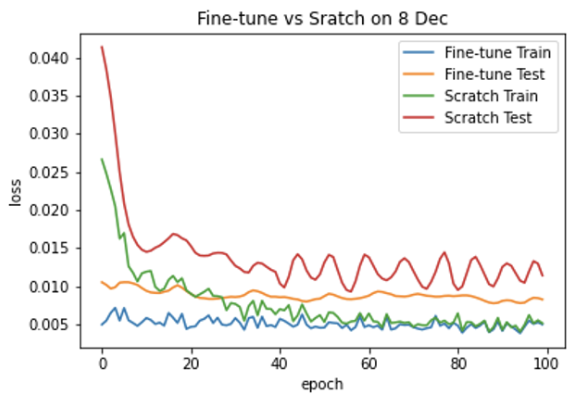 Fine-tune vs Sratch on 8 Dec
Fine-tune Train
Fine-tune Test
Scratch Train
Scratch Test
0.040
0.035
0.030
0.025
0.020
0.015
0.010
0.005
loss
0 20 40 60 80 100
epoch